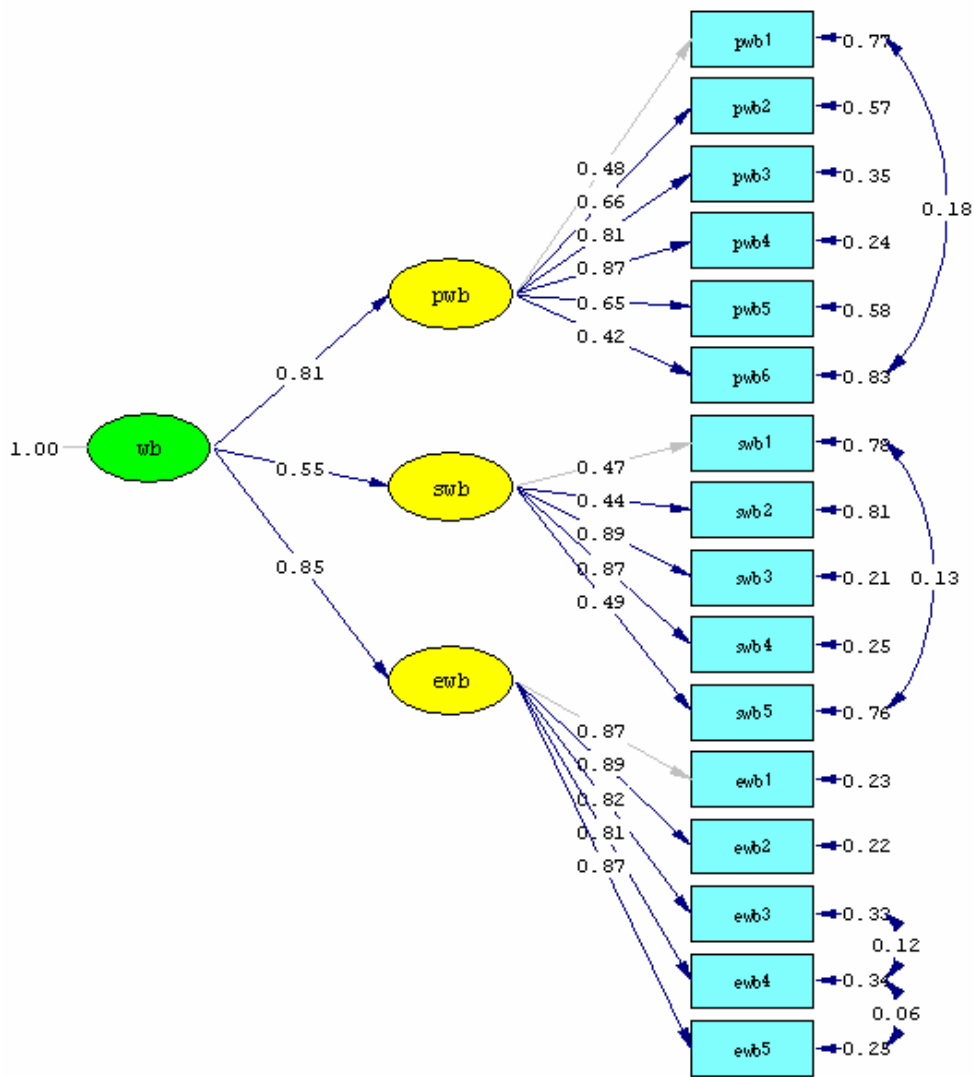 pwb1 0.77
pwb2 0.57
0.48
pwb3 0.35
0.66
0.18
0.81
pwb4 0.24
0.87
pwb 0.65 pwb5 0.58
0.42
0.81 pwb6 0.83
1.00 wb
swb1 0.78
0.55 0.47
swb 0.44 swb2 0.81
0.89
0.85 0.87 swb3 0.21 0.13
0.49
swb4 0.25
ewb
swb5 0.76
0.87
0.89 ewb1 0.23
0.82
0.81 ewb2 0.22
0.87
ewb3 0.33
0.12
ewb4 0.34
0.06
ewb5 0.25